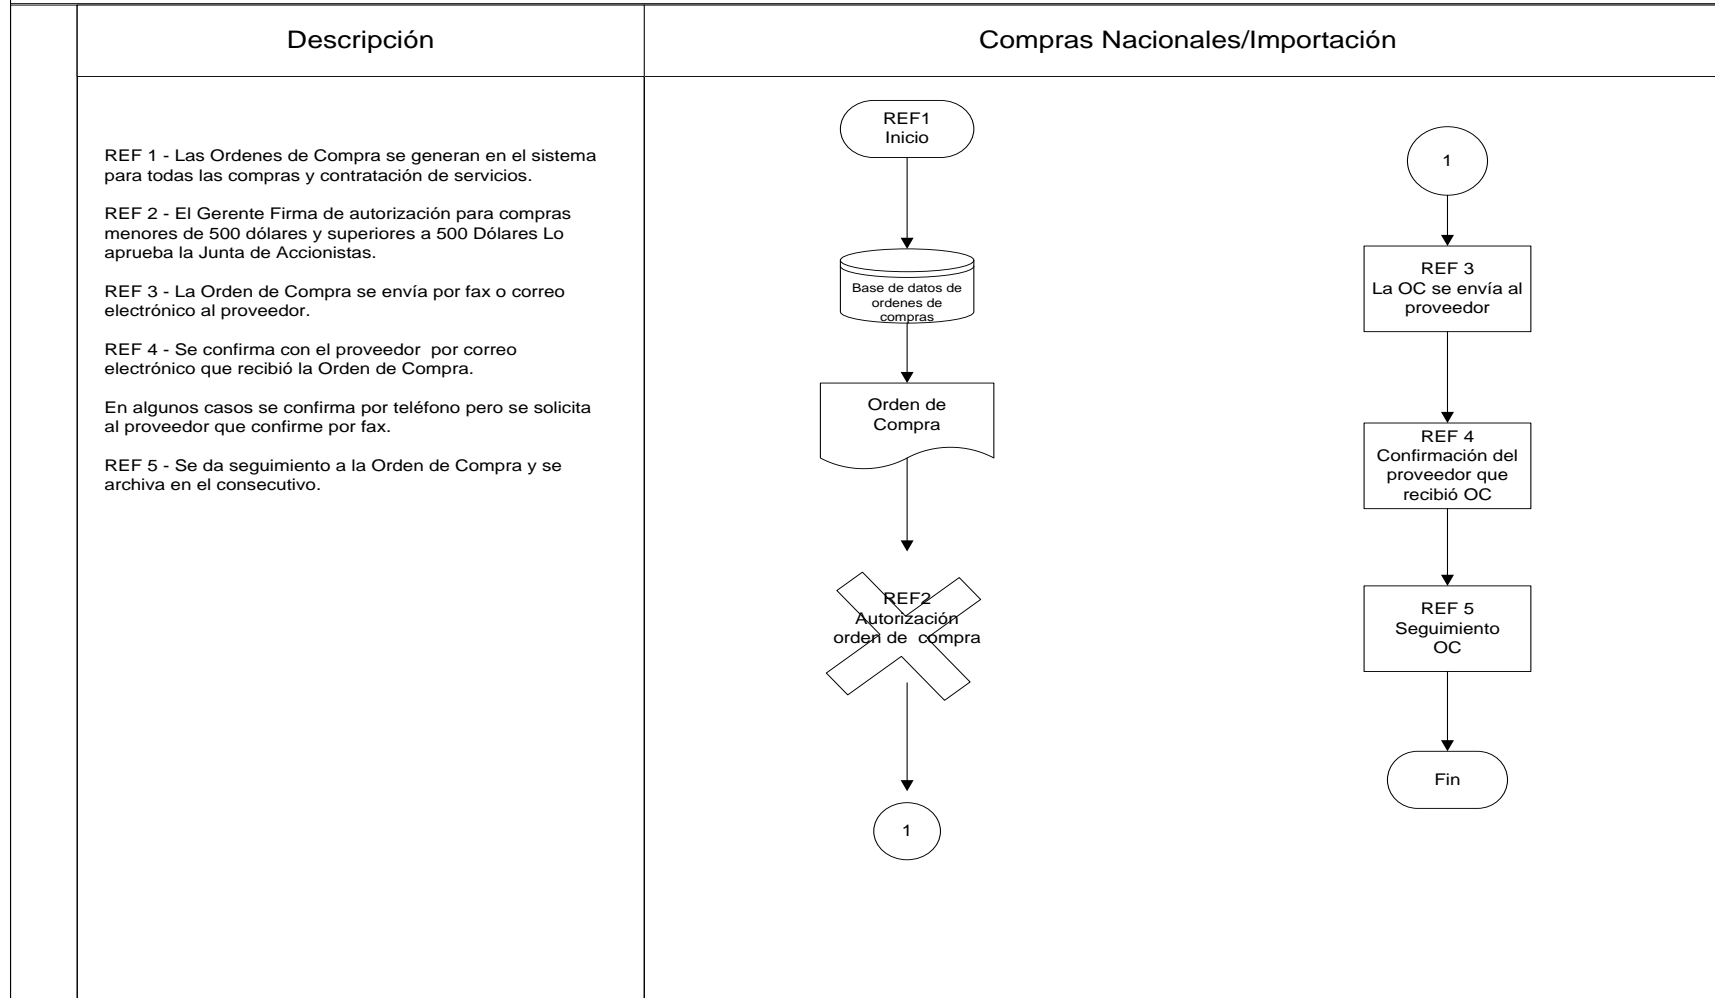 Descripción
Compras Nacionales/Importación
REF 1 - Las Ordenes de Compra se generan en el sistema
para todas las compras y contratación de servicios.
REF 2 - El Gerente Firma de autorización para compras
menores de 500 dólares y superiores a 500 Dólares Lo
aprueba la Junta de Accionistas.
REF 3 - La Orden de Compra se envía por fax o correo
electrónico al proveedor.
REF 4 - Se confirma con el proveedor  por correo
electrónico que recibió la Orden de Compra.
En algunos casos se confirma por teléfono pero se solicita
al proveedor que confirme por fax.
REF 5 - Se da seguimiento a la Orden de Compra y se
archiva en el consecutivo.
REF1
Inicio
Base de datos de
ordenes de
compras
Orden de
Compra
REF2
Autorización
orden de  compra
1
1
REF 3
La OC se envía al
proveedor
REF 4
Confirmación del
proveedor que
recibió OC
REF 5
Seguimiento
OC
Fin